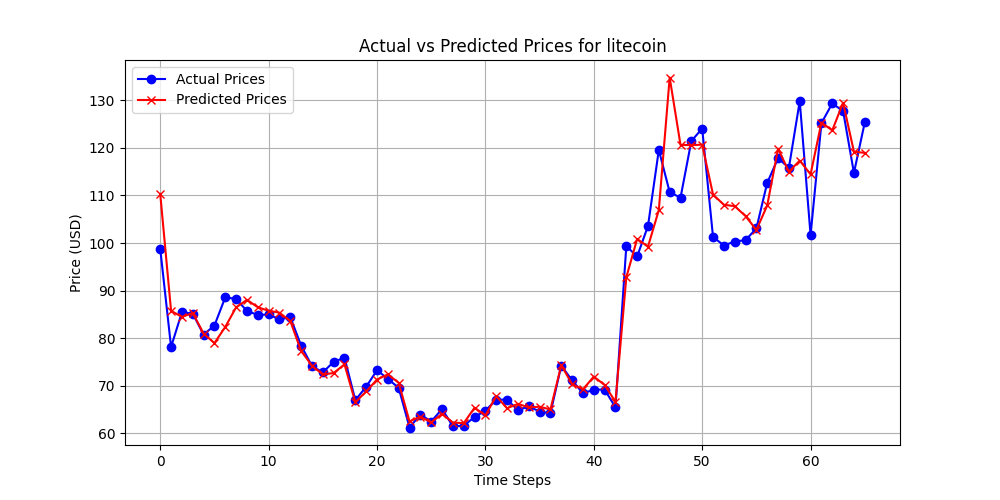 Actual vs Predicted Prices for litecoin
Actual Prices
Predicted Prices
Price (USD)
130
120
110
100
90
80
70
60
0 10 20 30 40 50 60
Time Steps